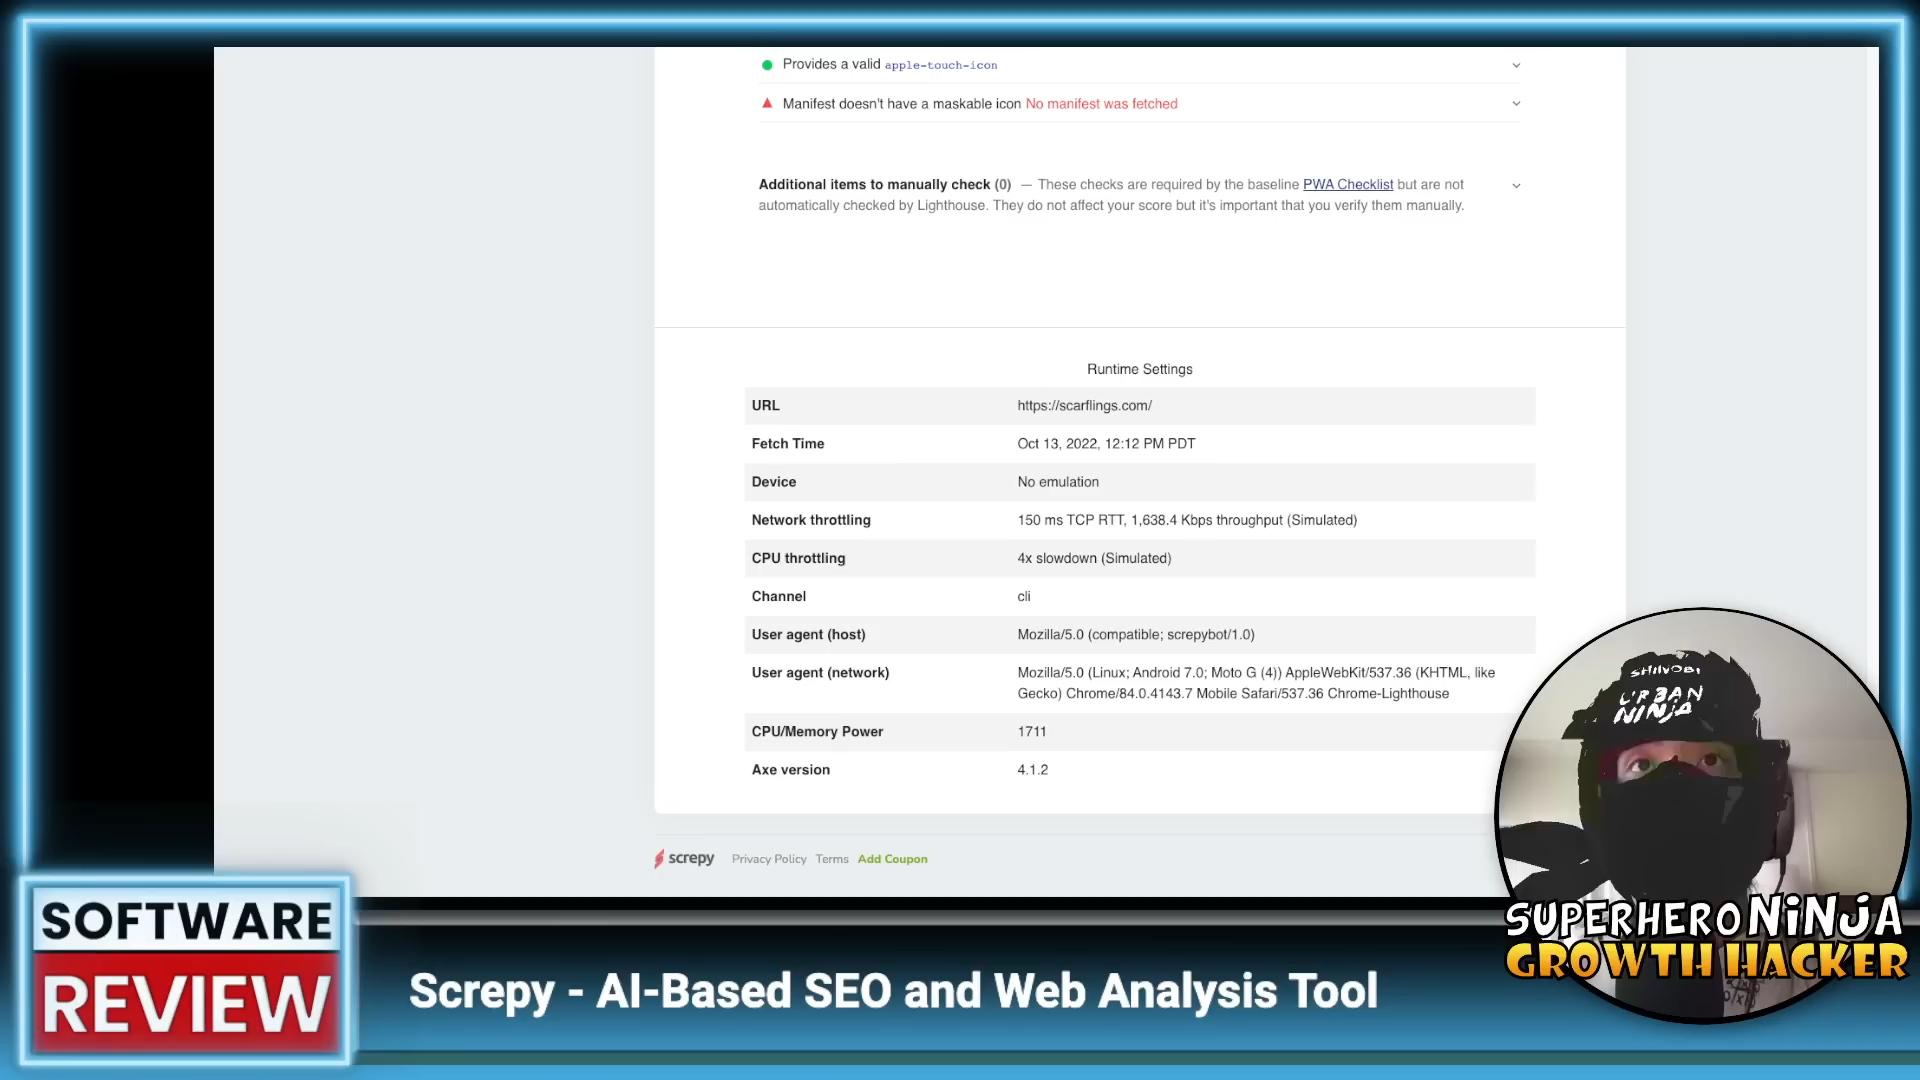 Provides a valid apple-touch-icon
Manifest doesn't have a maskable icon No manifest was fetched
Additional items to manually check (0) — These checks are required by the baseline PWA Checklist but are not
automatically checked by Lighthouse. They do not affect your score but it's important that you verify them manually.
Runtime Settings
URL https://scarflings.com/
Fetch Time Oct 13, 2022, 12:12 PM PDT
Device No emulation
Network throttling 150 ms TCP RTT, 1,638.4 Kbps throughput (Simulated)
CPU throttling 4x slowdown (Simulated)
Channel cli
User agent (host) Mozilla/5.0 (compatible; screpybot/1.0)
User agent (network) Mozilla/5.0 (Linux; Android 7.0; Moto G (4)) AppleWebKit/537.36 (KHTML, like
Gecko) Chrome/84.0.4143.7 Mobile Safari/537.36 Chrome-Lighthouse
CPU/Memory Power 1711
Axe version 4.1.2
screpy Privacy Policy Terms Add Coupon
SHINOBI
URBAN
NINJA
SUPERHERO NiNJA
GROWTH HACKER
SOFTWARE
REVIEW
Screpy - AI-Based SEO and Web Analysis Tool